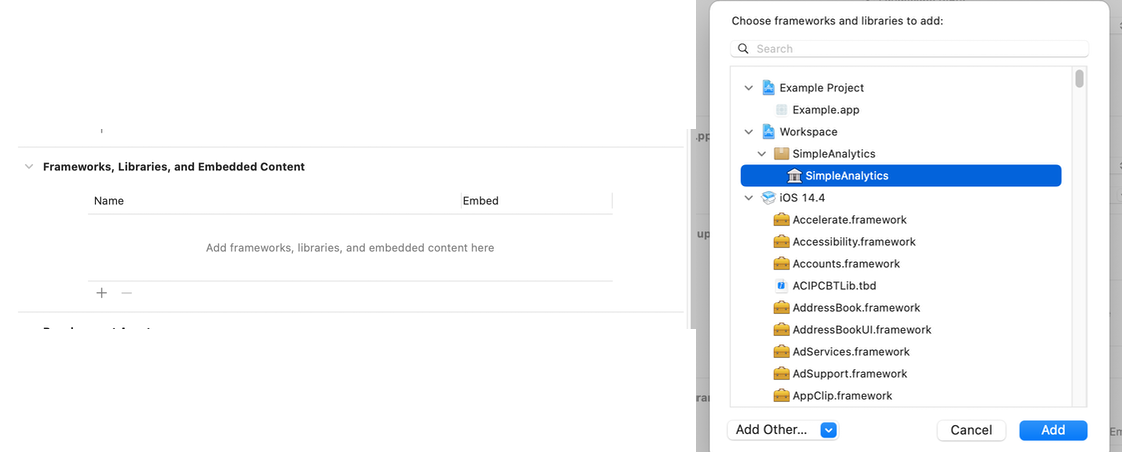 Frameworks, Libraries, and Embedded Content
Name
Embed
Add frameworks, libraries, and embedded content here
Choose frameworks and libraries to add:
Search
Example Project
Example.app
Workspace
SimpleAnalytics
SimpleAnalytics
iOS 14.4
Accelerate.framework
Accessibility.framework
Accounts.framework
ACIPCBTLib.tbd
AddressBook.framework
AddressBookUI.framework
AdServices.framework
AdSupport.framework
AppClip.framework
Add Other...
Cancel
Add